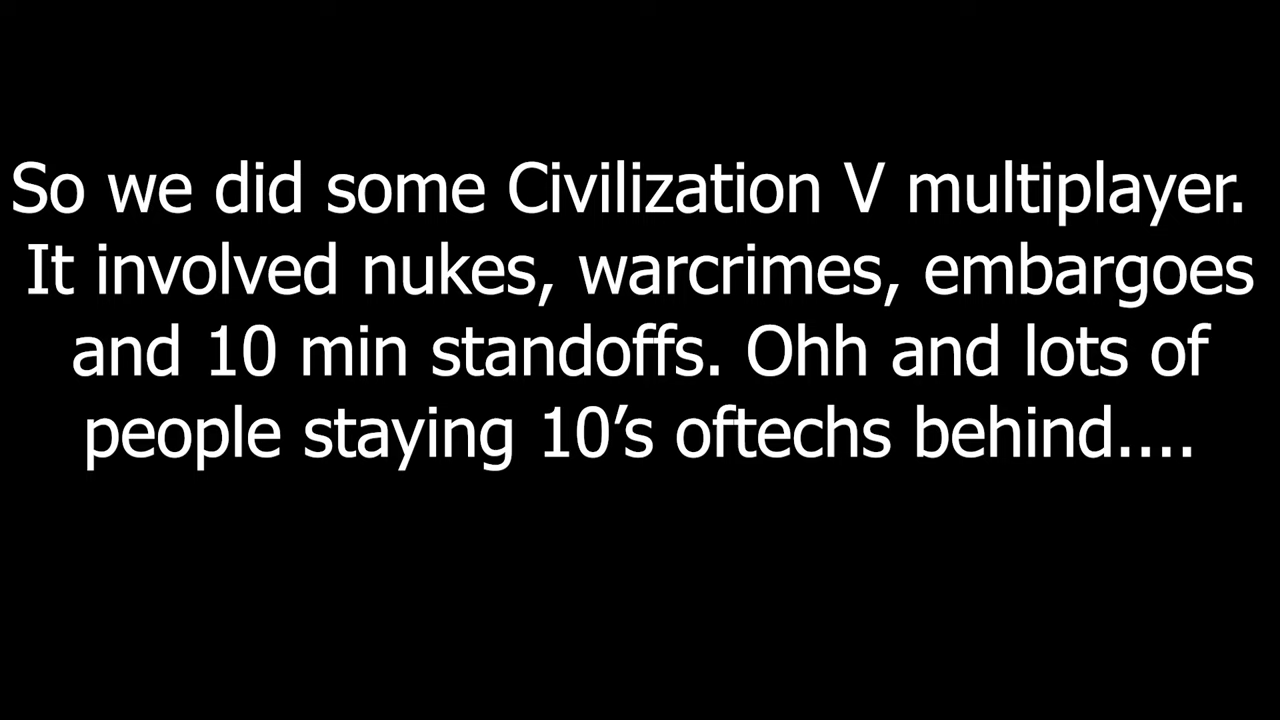 So we did some Civilization V multiplayer.
It involved nukes, warcrimes, embargoes
and 10 min standoffs. Ohh and lots of
people staying 10’s oftechs behind....